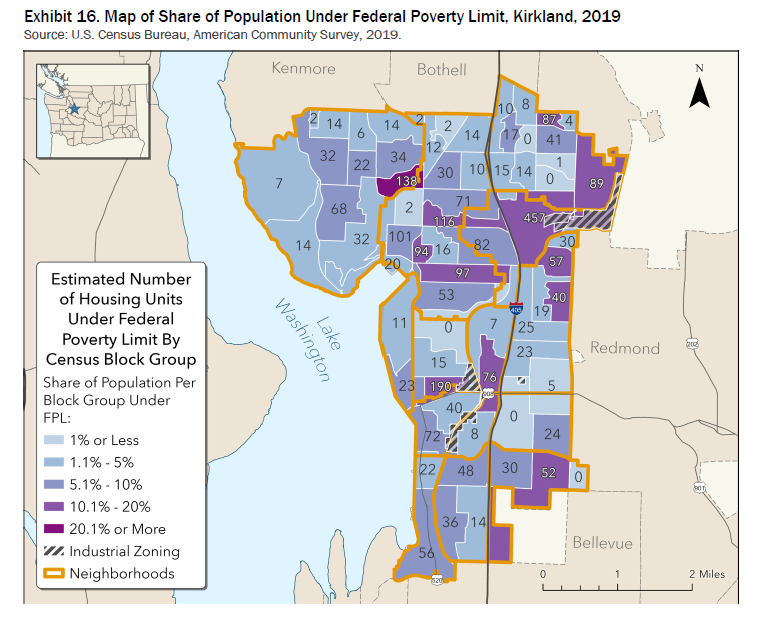 Exhibit 16. Map of Share of Population Under Federal Poverty Limit, Kirkland, 2019
Source: U.S. Census Bureau, American Community Survey, 2019.
Kenmore
Bothell
N
10 8
2 14 6 14 2 2 14 17 0 87 4
12 41
32 22 34 30 10 15 14 1
0
7 138 89
68 2 71
116 457
14 32 101 94 16 82 30
20 97 57
53 40
19
405
11 0 7 25
23
15
23 190 76 5
908
40 0
72 8 24
22 48 30 52 0
36 14
56
520
Lake
Washington
Redmond
202
901
Bellevue
Estimated Number
of Housing Units
Under Federal
Poverty Limit By
Census Block Group
Share of Population Per
Block Group Under
FPL:
1% or Less
1.1% - 5%
5.1% - 10%
10.1% - 20%
20.1% or More
Industrial Zoning
Neighborhoods
0 1 2 Miles